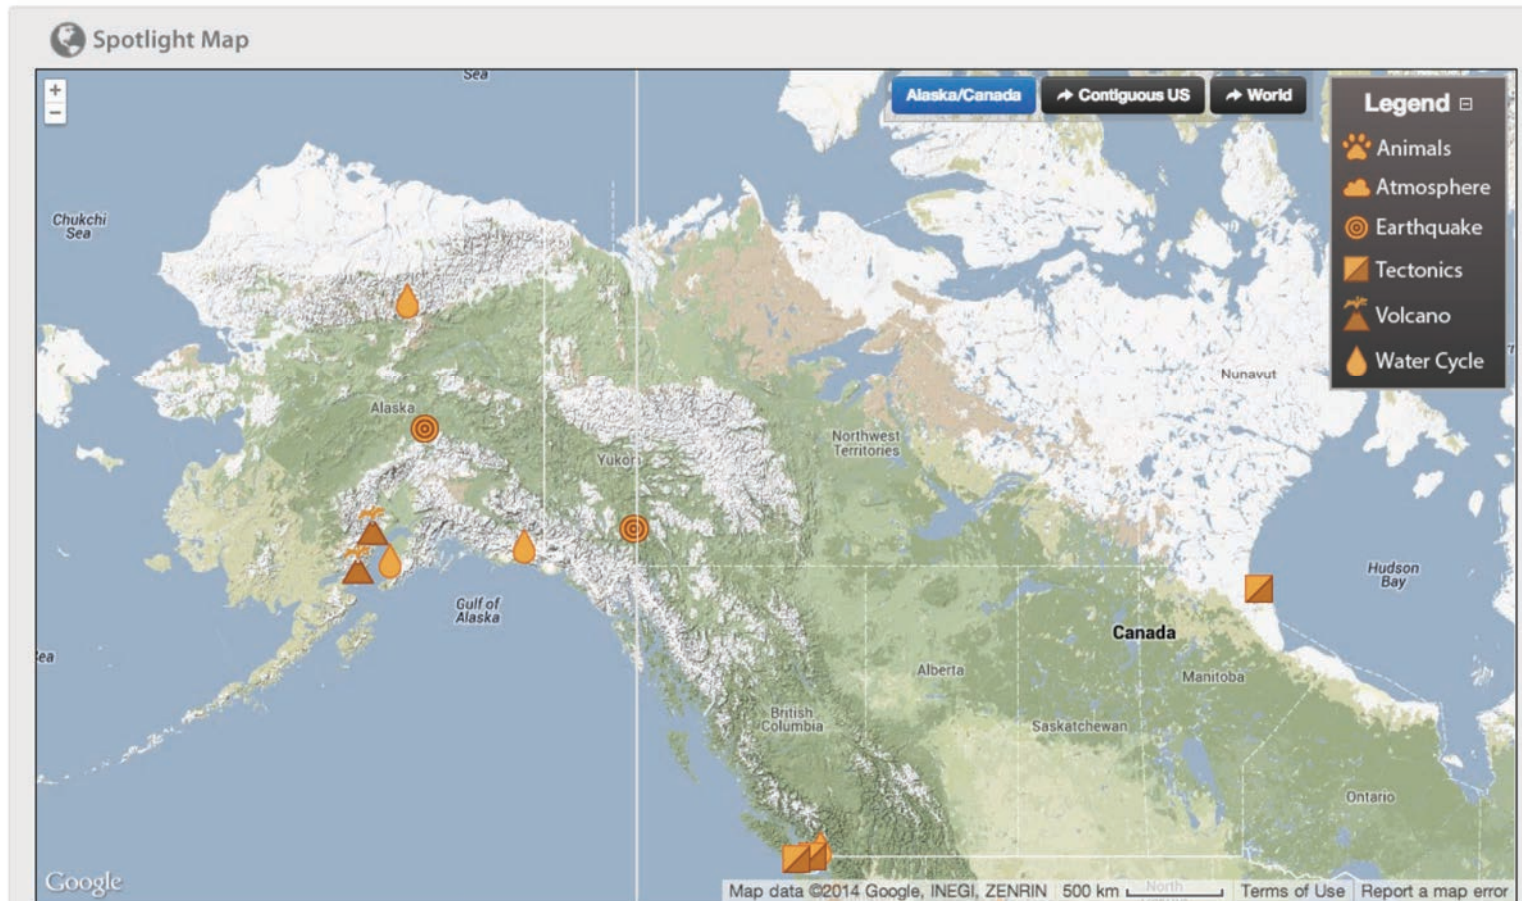 Spotlight Map
Sea
+
−
Alaska/Canada
Contiguous US
World
Legend
Animals
Atmosphere
Earthquake
Tectonics
Volcano
Water Cycle
Chukchi
Sea
Nunavut
Alaska
Northwest
Territories
Yukon
Hudson
Bay
Gulf of
Alaska
Canada
Alberta
Manitoba
British
Columbia
Saskatchewan
Ontario
Google
Map data ©2014 Google, INEGI, ZENRIN
500 km
North
Terms of Use
Report a map error